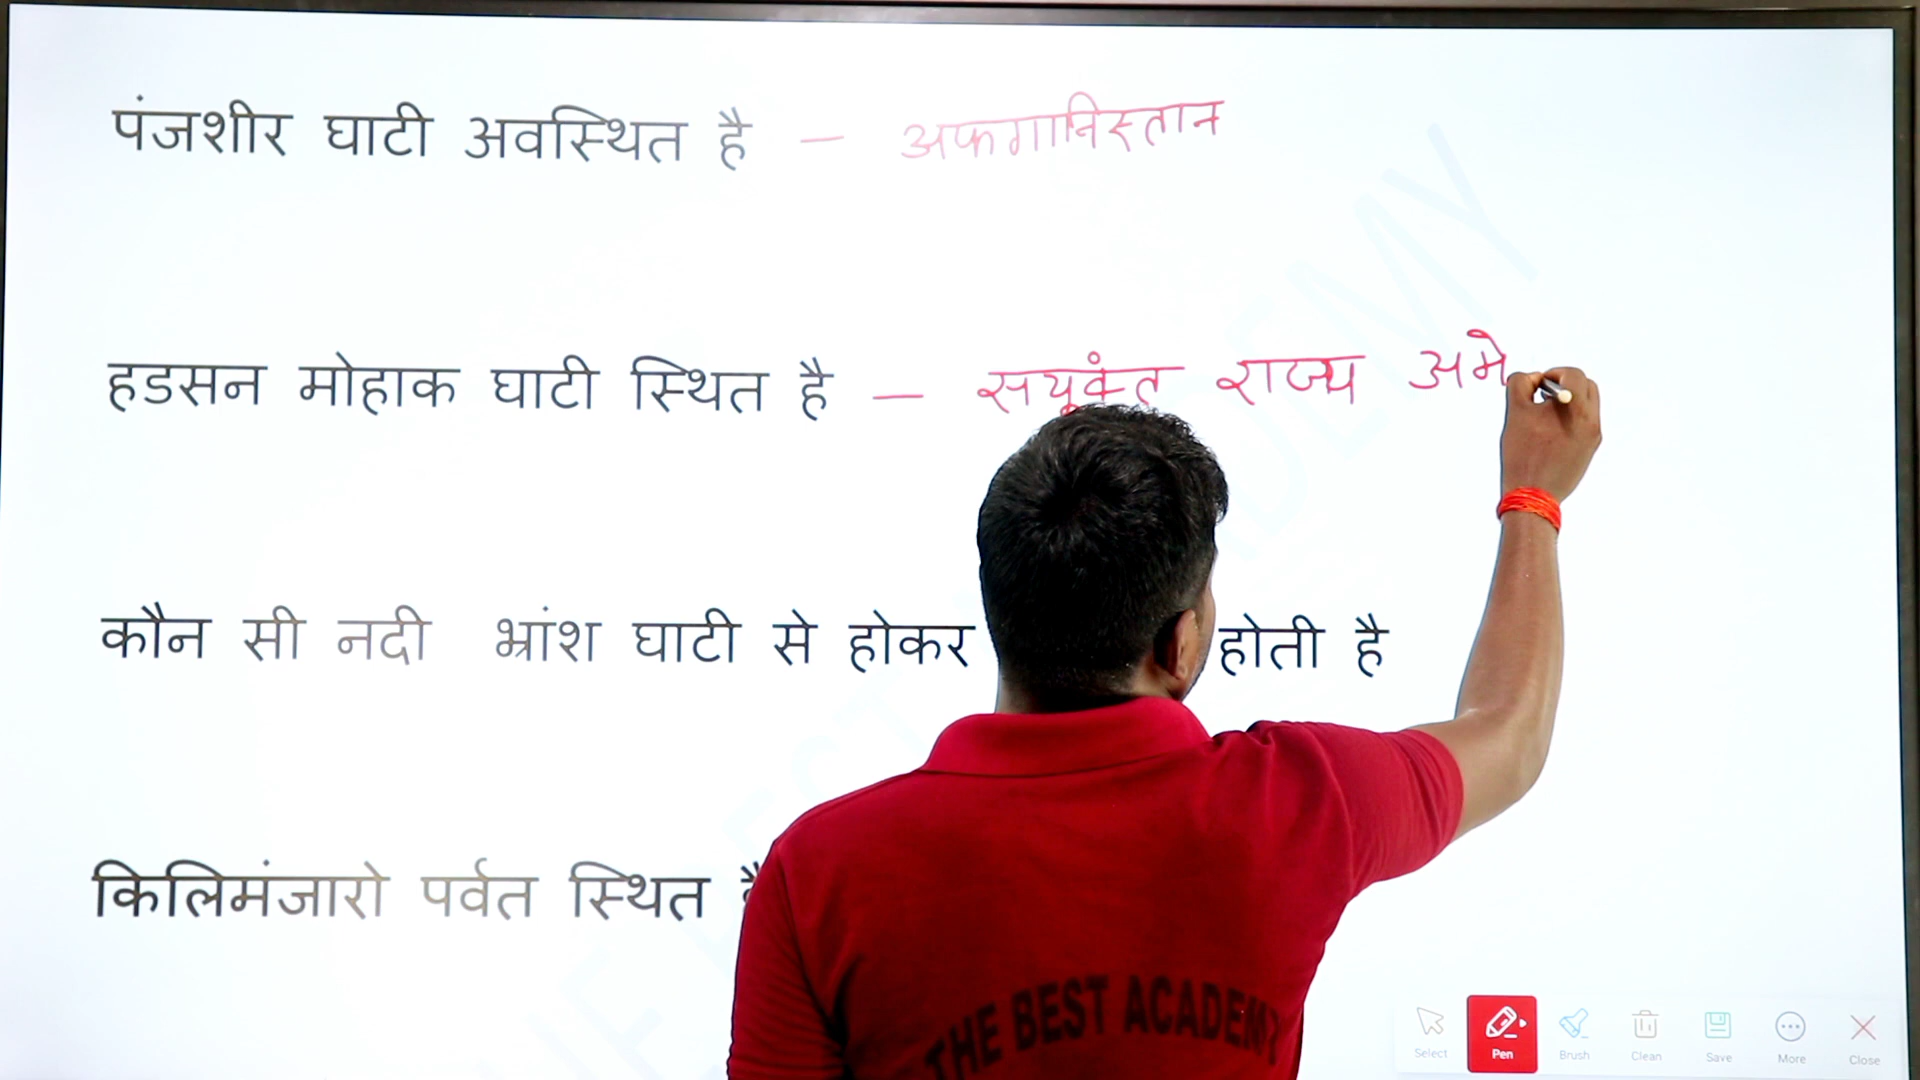 पंजशीर घाटी अवस्थित है – अफगानिस्तान
हडसन मोहाक घाटी स्थित है – सयूक्ंत राज्य अमे
कौन सी नदी भ्रांश घाटी से होकर होती है
किलिमंजारो पर्वत स्थित
THE BEST ACADEMY
Select Pen Brush Clean Save More Close